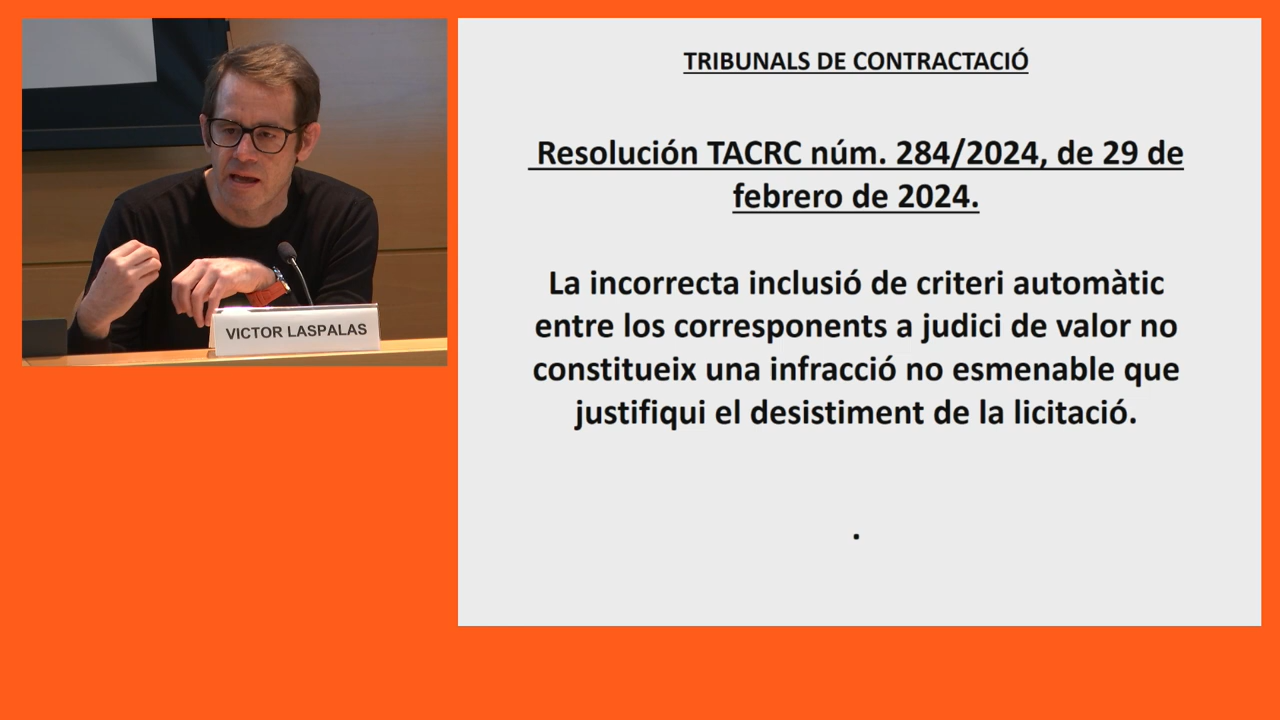 VICTOR LASPALAS
TRIBUNALS DE CONTRACTACIÓ
Resolución TACRC núm. 284/2024, de 29 de
febrero de 2024.
La incorrecta inclusió de criteri automàtic
entre los corresponents a judici de valor no
constitueix una infracció no esmenable que
justifiqui el desistiment de la licitació.
.